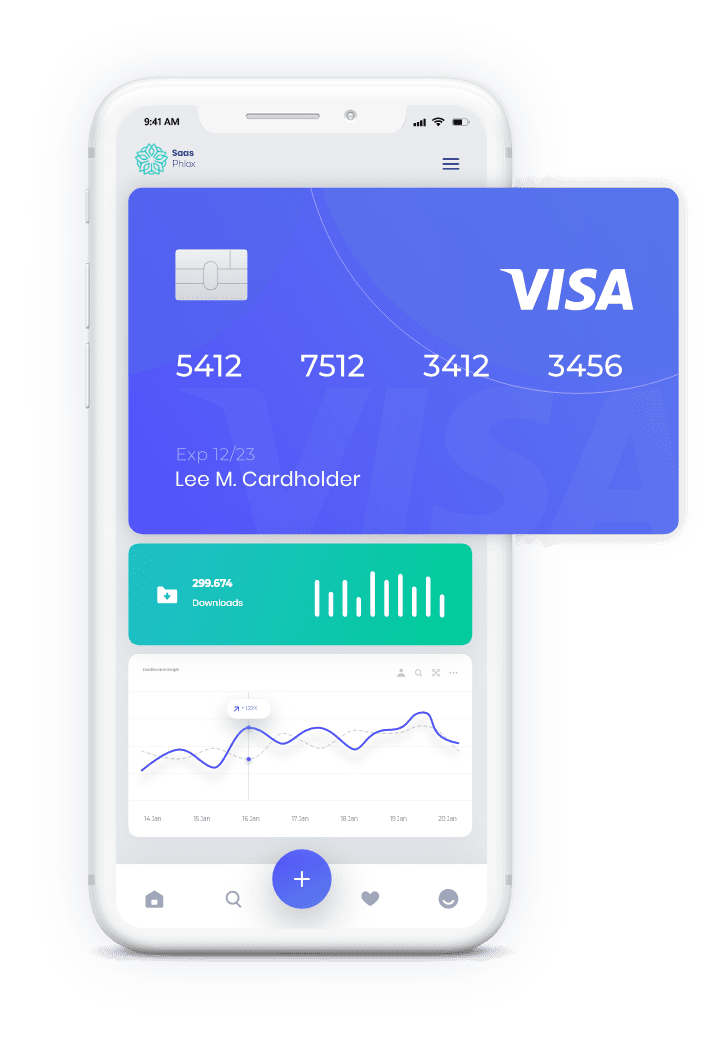 9:41 AM
Saas
Phlox
VISA
5412 7512 3412 3456
Exp 12/23
Lee M. Cardholder
VISA
299.674
Downloads
Dashboard Graph
14 Jan 15 Jan 16 Jan 17 Jan 18 Jan 19 Jan 20 Jan